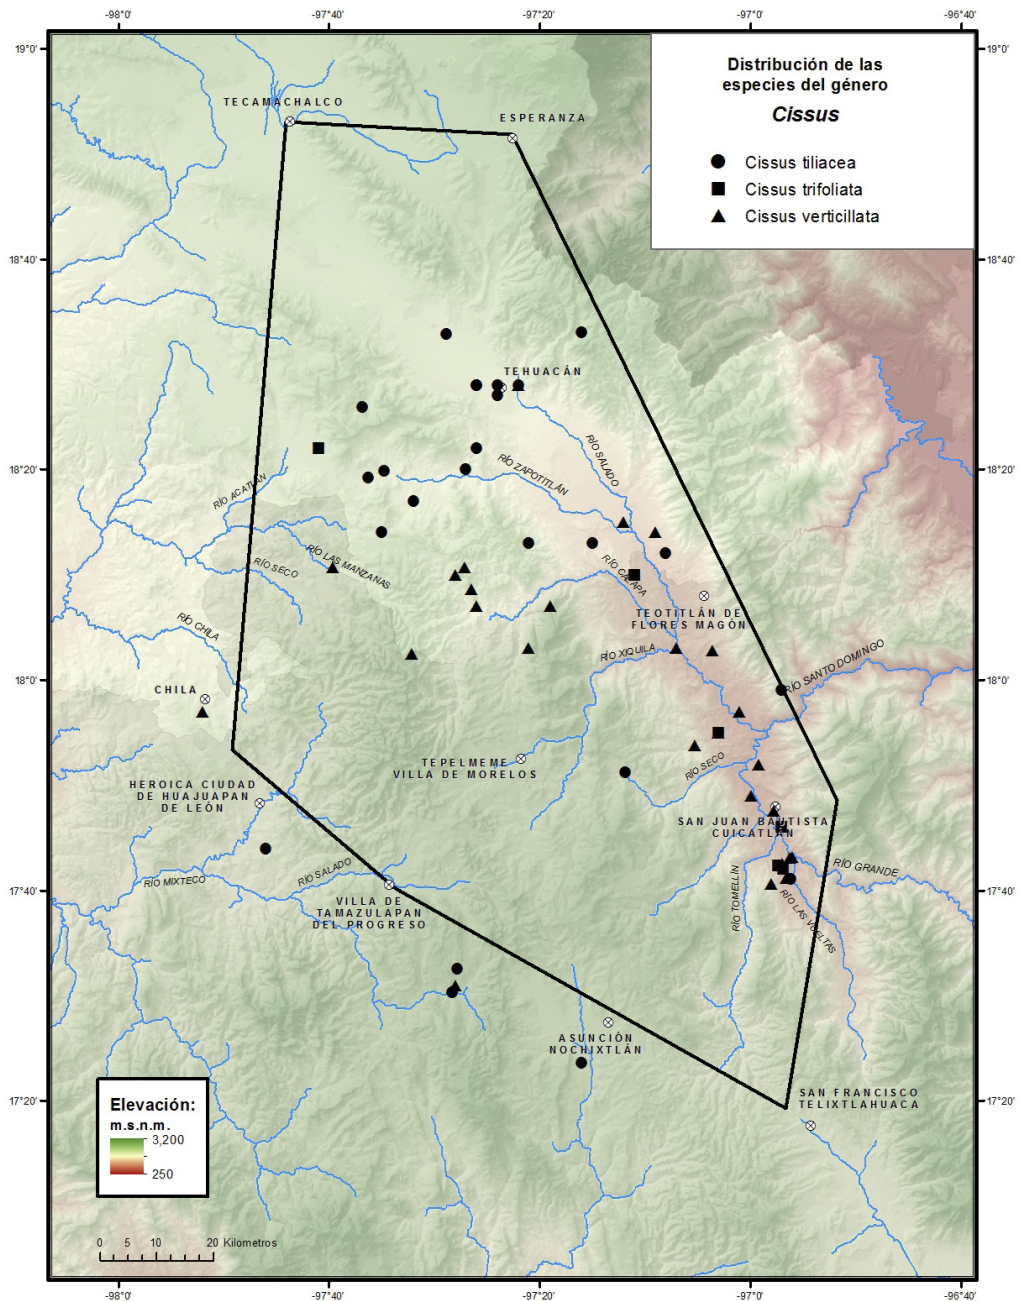 -98°0' -97°40' -97°20' -97°0' -96°40'
19°0' 19°0'
Distribución de las
especies del género
Cissus
Cissus tiliacea
Cissus trifoliata
Cissus verticillata
TECAMACHALCO
ESPERANZA
18°40' 18°40'
TEHUACÁN
RÍO SALADO
18°20' 18°20'
RÍO ZAPOTITLÁN
RÍO ACATLÁN
RÍO LAS MANZANAS
RÍO SECO
RÍO CALAPA
TEOTITLÁN DE
FLORES MAGÓN
RÍO CHILA
RÍO XIQUILA
RÍO SANTO DOMINGO
18°0' 18°0'
CHILA
TEPELMEME
VILLA DE MORELOS
RÍO SECO
HEROICA CIUDAD
DE HUAJUAPAN
DE LEÓN
SAN JUAN BAUTISTA
CUICATLÁN
RÍO MIXTECO
RÍO SALADO
RÍO GRANDE
17°40' 17°40'
RÍO TOMELLÍN
RÍO LAS VUELTAS
VILLA DE
TAMAZULAPAN
DEL PROGRESO
ASUNCIÓN
NOCHIXTLÁN
SAN FRANCISCO
TELIXTLAHUACA
17°20' 17°20'
Elevación:
m.s.n.m.
3,200
250
0 5 10 20 Kilometros
-98°0' -97°40' -97°20' -97°0' -96°40'